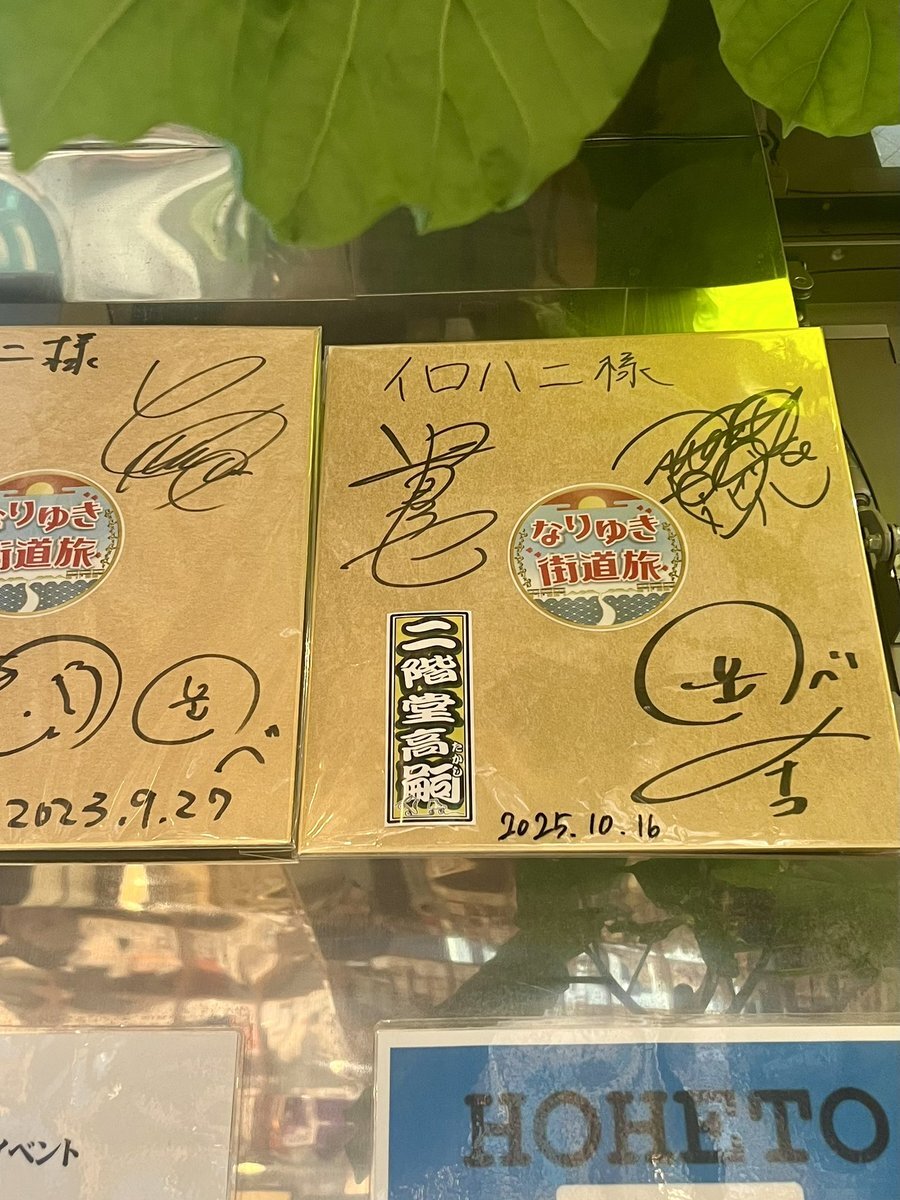 ニ様
なりゆき
街道旅
2023.9.27
イロハニ様
なりゆき
街道旅
二階堂高嗣
たかし
2025.10.16
イベント
HOHETO